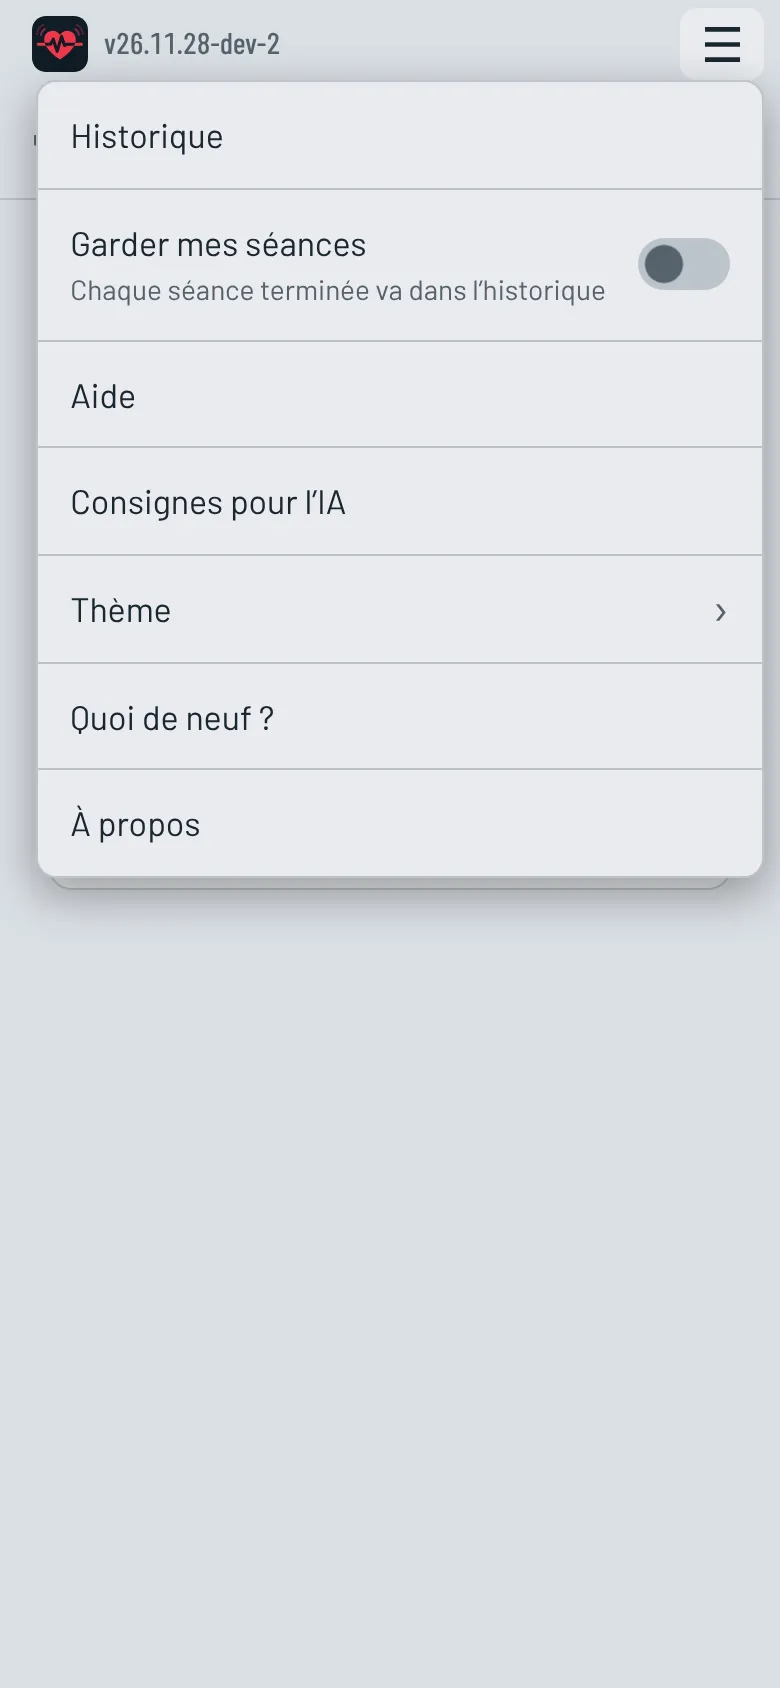 v26.11.28-dev-2
Historique
Garder mes séances
Chaque séance terminée va dans l’historique
Aide
Consignes pour l’IA
Thème
Quoi de neuf ?
À propos